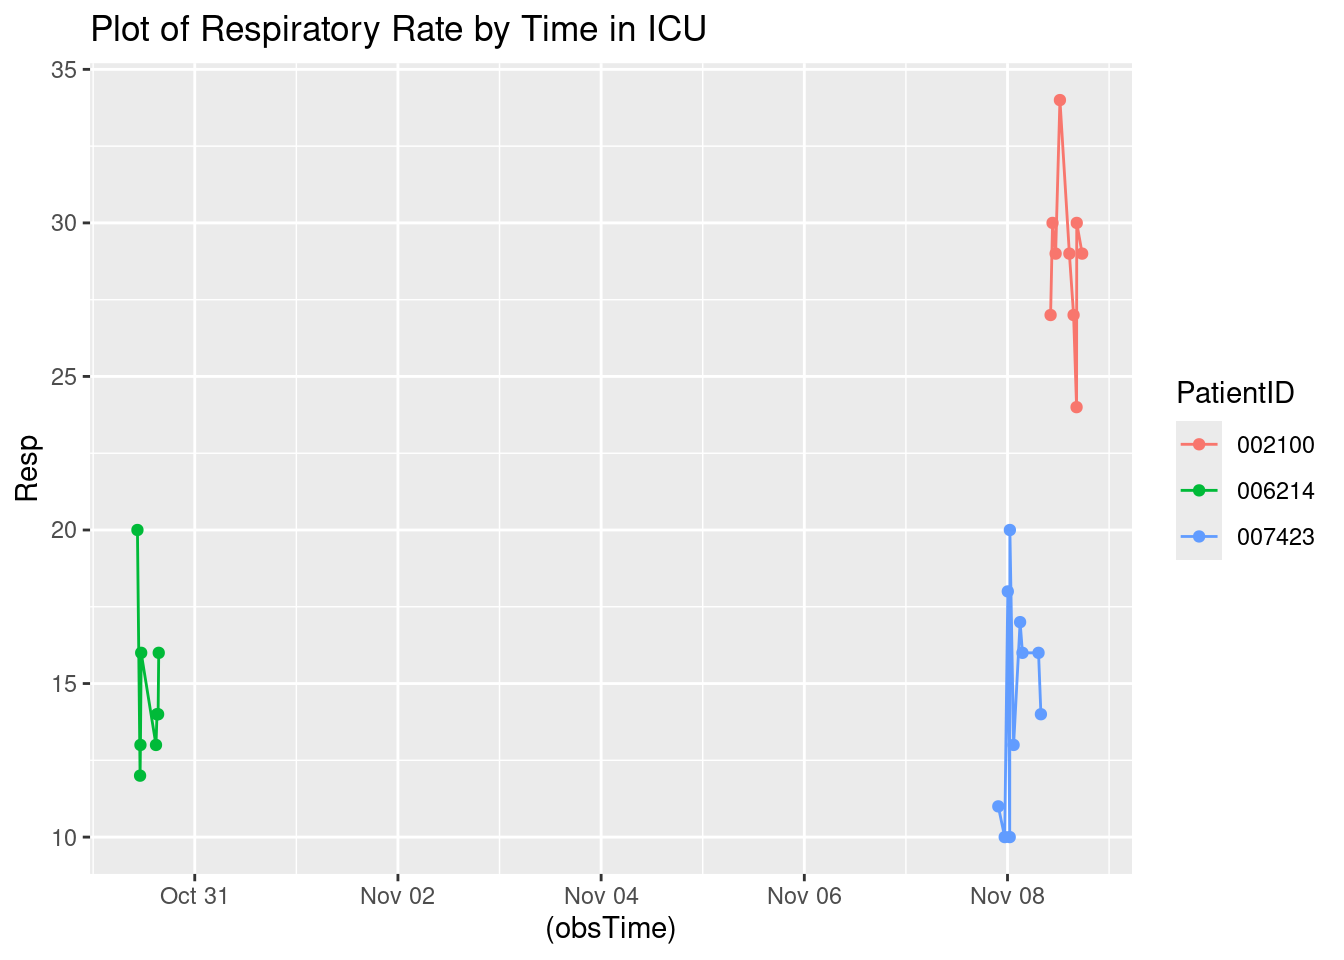 Plot of Respiratory Rate by Time in ICU
35
30
25
20
15
10
Resp
Oct 31
Nov 02
Nov 04
Nov 06
Nov 08
(obsTime)
PatientID
002100
006214
007423